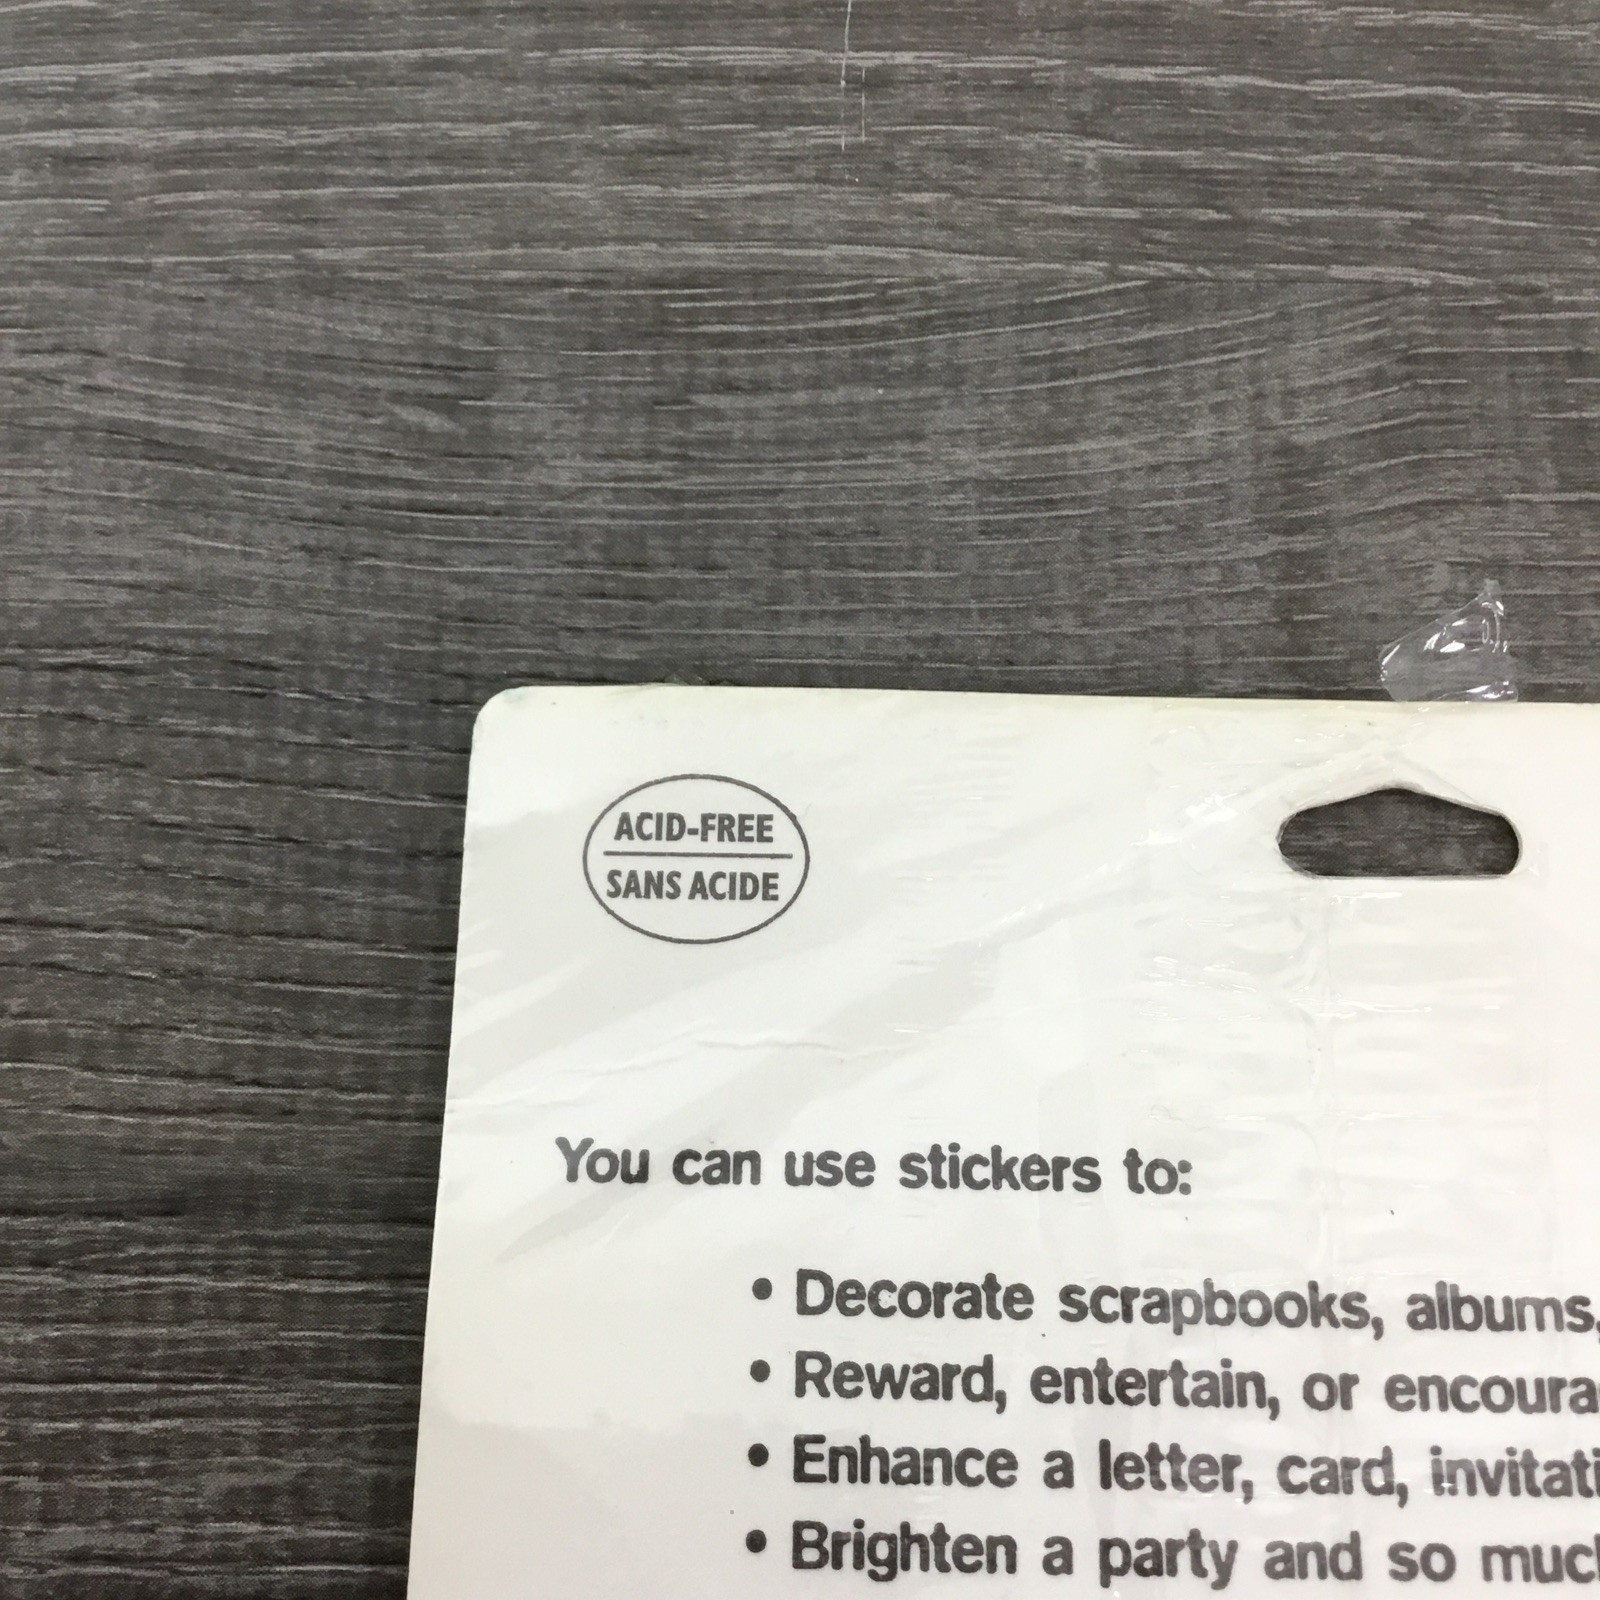 ACID-FREE
SANS ACIDE
You can use stickers to:
• Decorate scrapbooks, albums,
• Reward, entertain, or
• Enhance a letter, card,
• Brighten a party and so